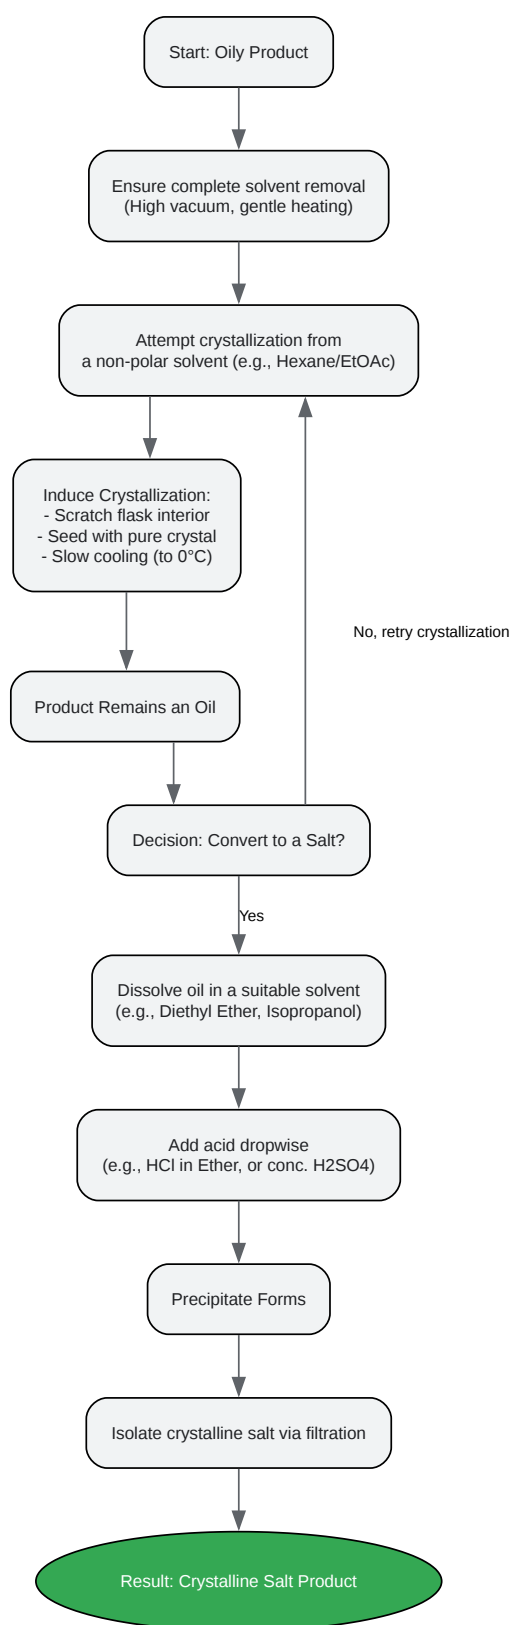 Start: Oily Product
Ensure complete solvent removal
(High vacuum, gentle heating)
Attempt crystallization from
a non-polar solvent (e.g., Hexane/EtOAc)
Induce Crystallization:
- Scratch flask interior
- Seed with pure crystal
- Slow cooling (to 0°C)
No, retry crystallization
Product Remains an Oil
Decision: Convert to a Salt?
Yes
Dissolve oil in a suitable solvent
(e.g., Diethyl Ether, Isopropanol)
Add acid dropwise
(e.g., HCl in Ether, or conc. H2SO4)
Precipitate Forms
Isolate crystalline salt via filtration
Result: Crystalline Salt Product